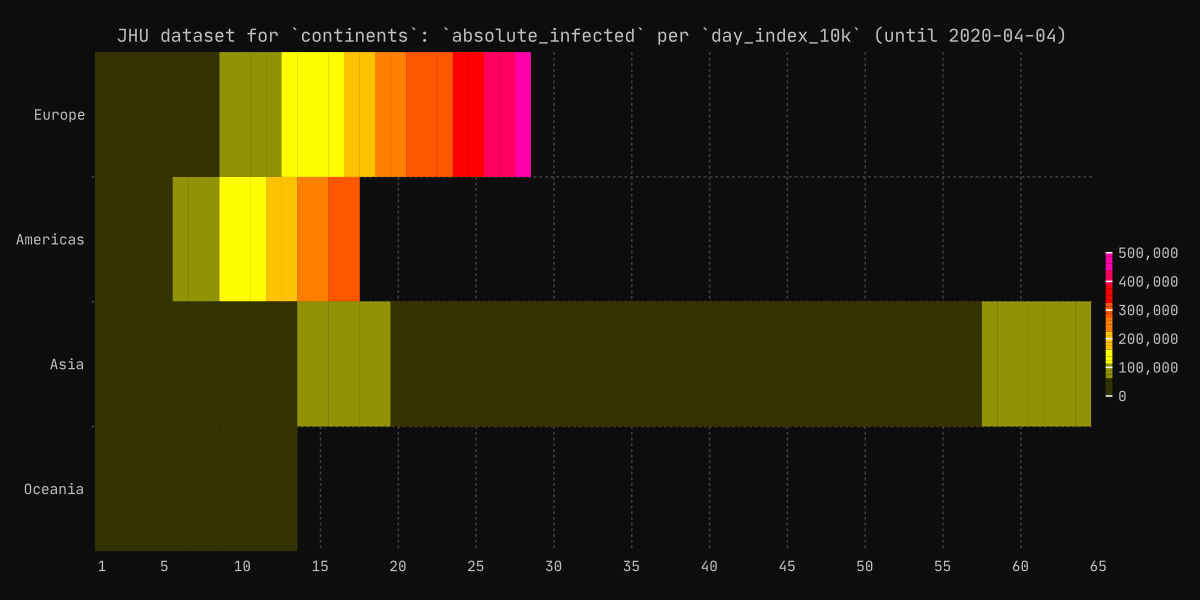 JHU dataset for `continents`: `absolute_infected` per `day_index_10k` (until 2020-04-04)
Europe
Americas
Asia
Oceania
500,000
400,000
300,000
200,000
100,000
0
1 5 10 15 20 25 30 35 40 45 50 55 60 65